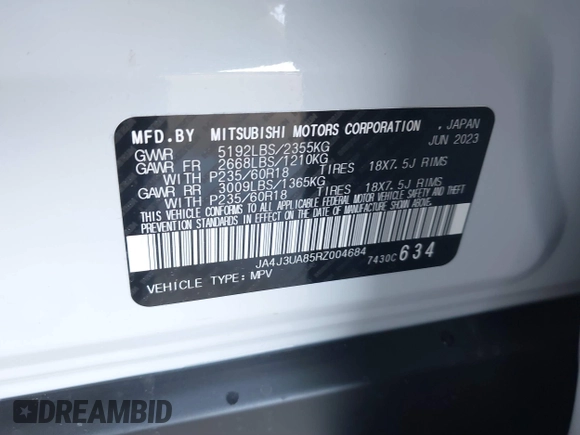 MFD.BY MITSUBISHI MOTORS CORPORATION . JAPAN
JUN 2023
GVWR 5192LBS/2355KG
GAWR FR 2668LBS/1210KG
WITH P235/60R18 TIRES 18X7.5J RIMS
GAWR RR 3009LBS/1365KG
WITH P235/60R18 TIRES 18X7.5J RIMS
THIS VEHICLE CONFORMS TO ALL APPLICABLE FEDERAL MOTOR VEHICLE SAFETY, BUMPER AND THEFT
PREVENTION STANDARDS IN EFFECT ON THE DATE OF MANUFACTURE SHOWN ABOVE.
JA4J3UA85RZ004684
7430C 634
VEHICLE TYPE: MPV
DREAMBID